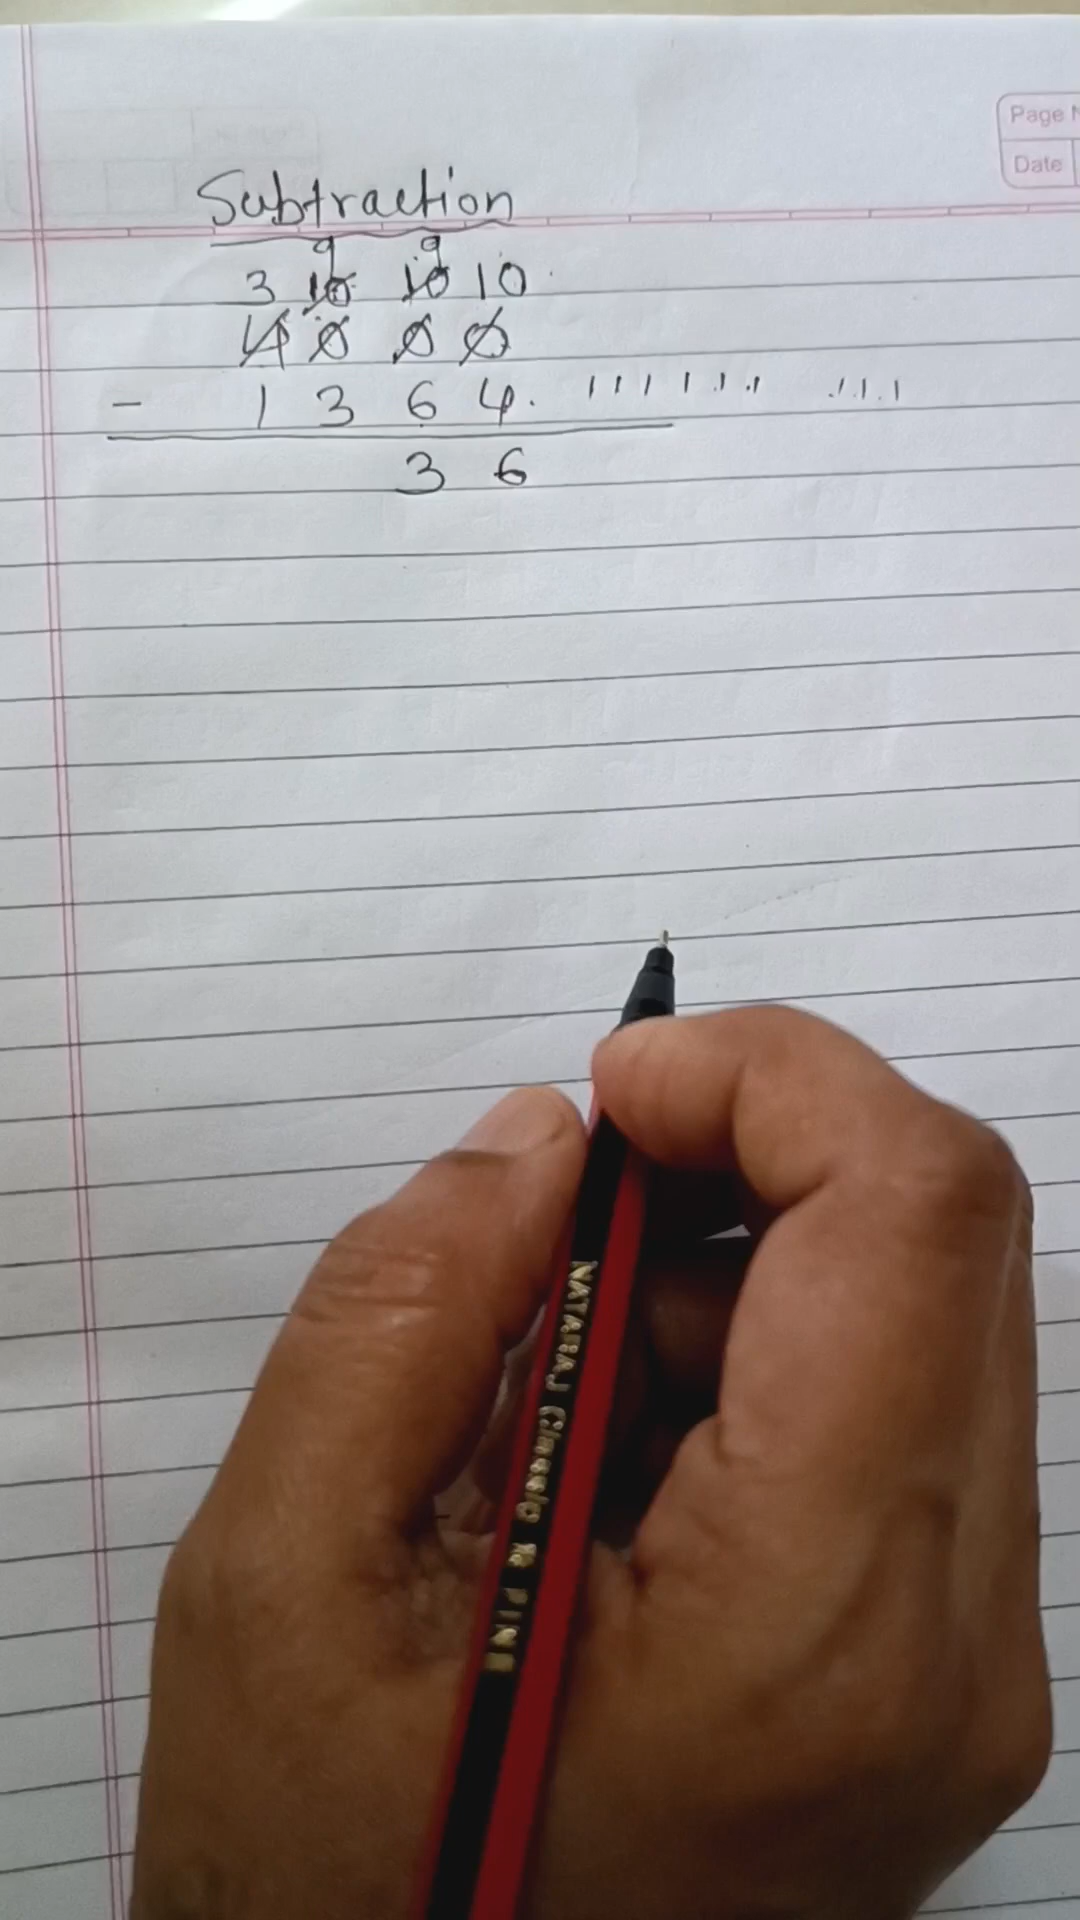 Page N
Date
Subtraction
9 9
3 10 10 10
4 0 0 0
- 1 3 6 4
3 6
NATARAJ Classic